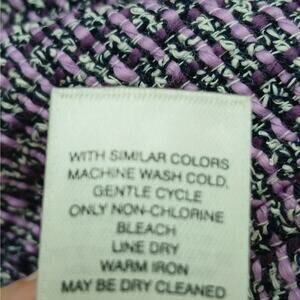 WITH SIMILAR COLORS
MACHINE WASH COLD,
GENTLE CYCLE
ONLY NON-CHLORINE
BLEACH
LINE DRY
WARM IRON
MAY BE DRY CLEANED